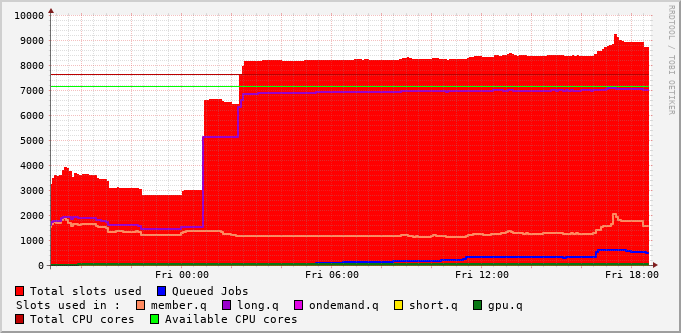 10000
9000
8000
7000
6000
5000
4000
3000
2000
1000
0
Fri 00:00 Fri 06:00 Fri 12:00 Fri 18:00
RRDTOOL / TOBI OETIKER
Total slots used Queued Jobs
Slots used in : member.q long.q ondemand.q short.q gpu.q
Total CPU cores Available CPU cores